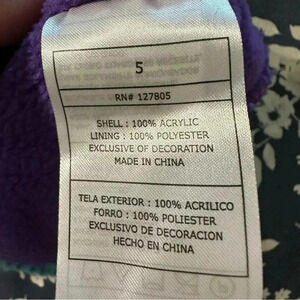 5
RN# 127805
SHELL : 100% ACRYLIC
LINING : 100% POLYESTER
EXCLUSIVE OF DECORATION
MADE IN CHINA
TELA EXTERIOR : 100% ACRILICO
FORRO : 100% POLIESTER
EXCLUSIVO DE DECORACION
HECHO EN CHINA